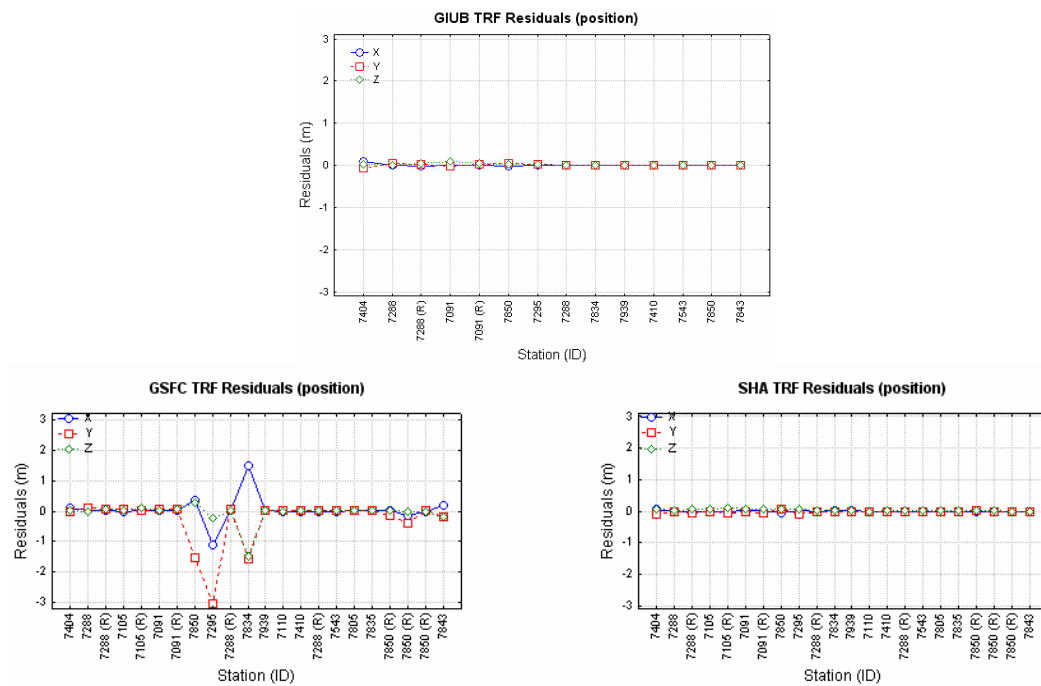 GIUB TRF Residuals (position)
3
2
1
0
-1
-2
-3
Residuals (m)
X
Y
Z
7404
7288
7288 (R)
7091
7091 (R)
7850
7295
7288
7834
7939
7410
7543
7850
7843
Station (ID)
GSFC TRF Residuals (position)
3
2
1
0
-1
-2
-3
Residuals (m)
X
Y
Z
7404
7288
7288 (R)
7105
7105 (R)
7091
7091 (R)
7850
7295
7288 (R)
7834
7939
7110
7410
7288 (R)
7543
7805
7835
7850 (R)
7850 (R)
7850 (R)
7843
Station (ID)
SHA TRF Residuals (position)
3
2
1
0
-1
-2
-3
Residuals (m)
X
Y
Z
7404
7288
7288 (R)
7105
7105 (R)
7091
7091 (R)
7850
7295
7288 (R)
7834
7939
7110
7410
7288 (R)
7543
7805
7835
7850 (R)
7850 (R)
7850 (R)
7843
Station (ID)